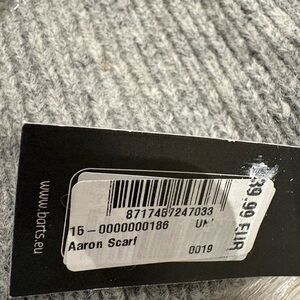 8717457247033
15-0000000186
Aaron Scarf 0019
39.99 EUR
www.barts.eu